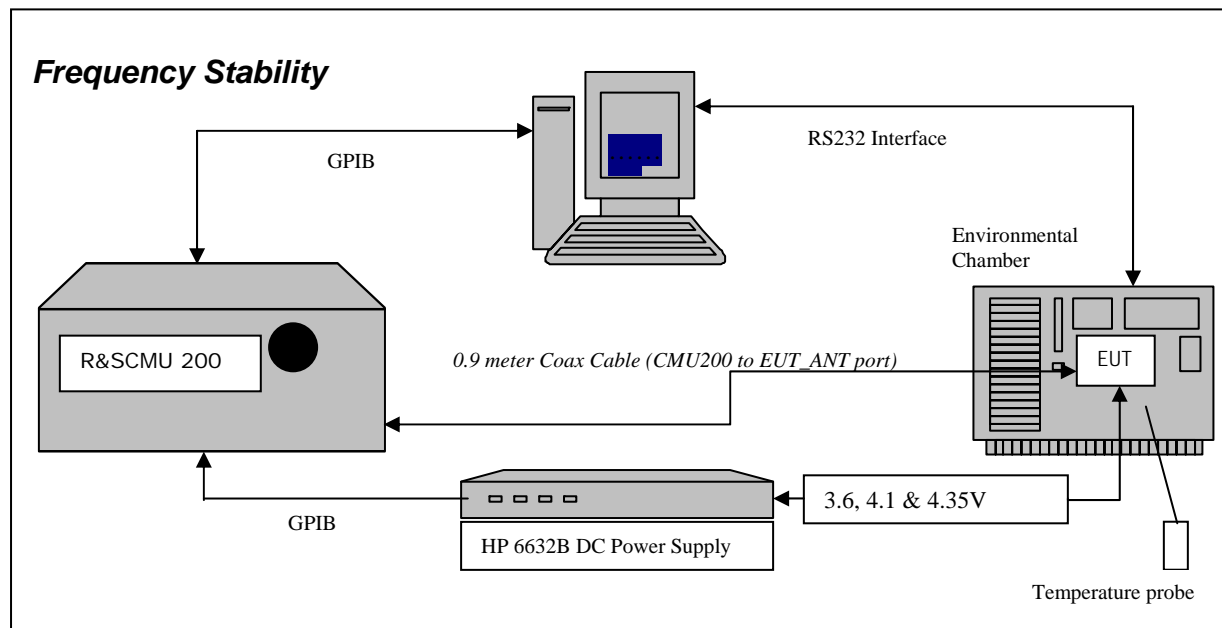 Frequency Stability
GPIB
RS232 Interface
Environmental
Chamber
R&SCMU 200
0.9 meter Coax Cable (CMU200 to EUT_ANT port)
EUT
3.6, 4.1 & 4.35V
GPIB
HP 6632B DC Power Supply
Temperature probe